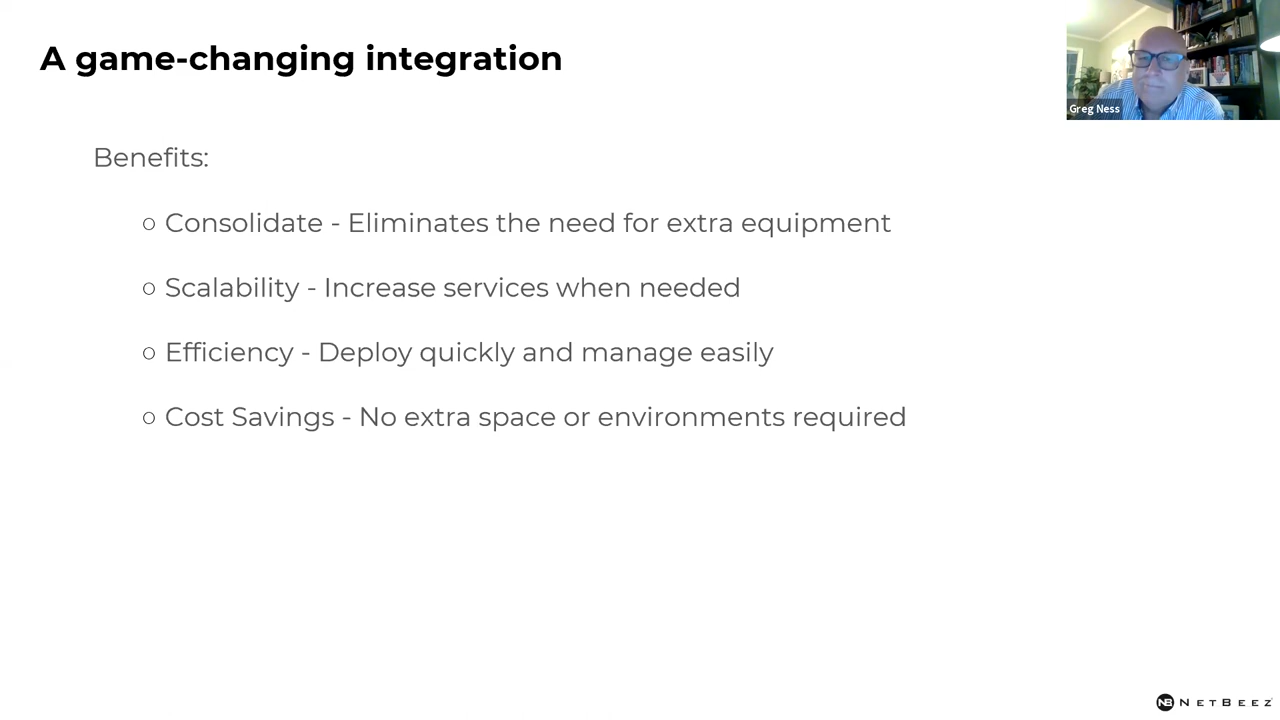 A game-changing integration
Greg Ness
Benefits:
○ Consolidate - Eliminates the need for extra equipment
○ Scalability - Increase services when needed
○ Efficiency - Deploy quickly and manage easily
○ Cost Savings - No extra space or environments required
NB NETBEEZ